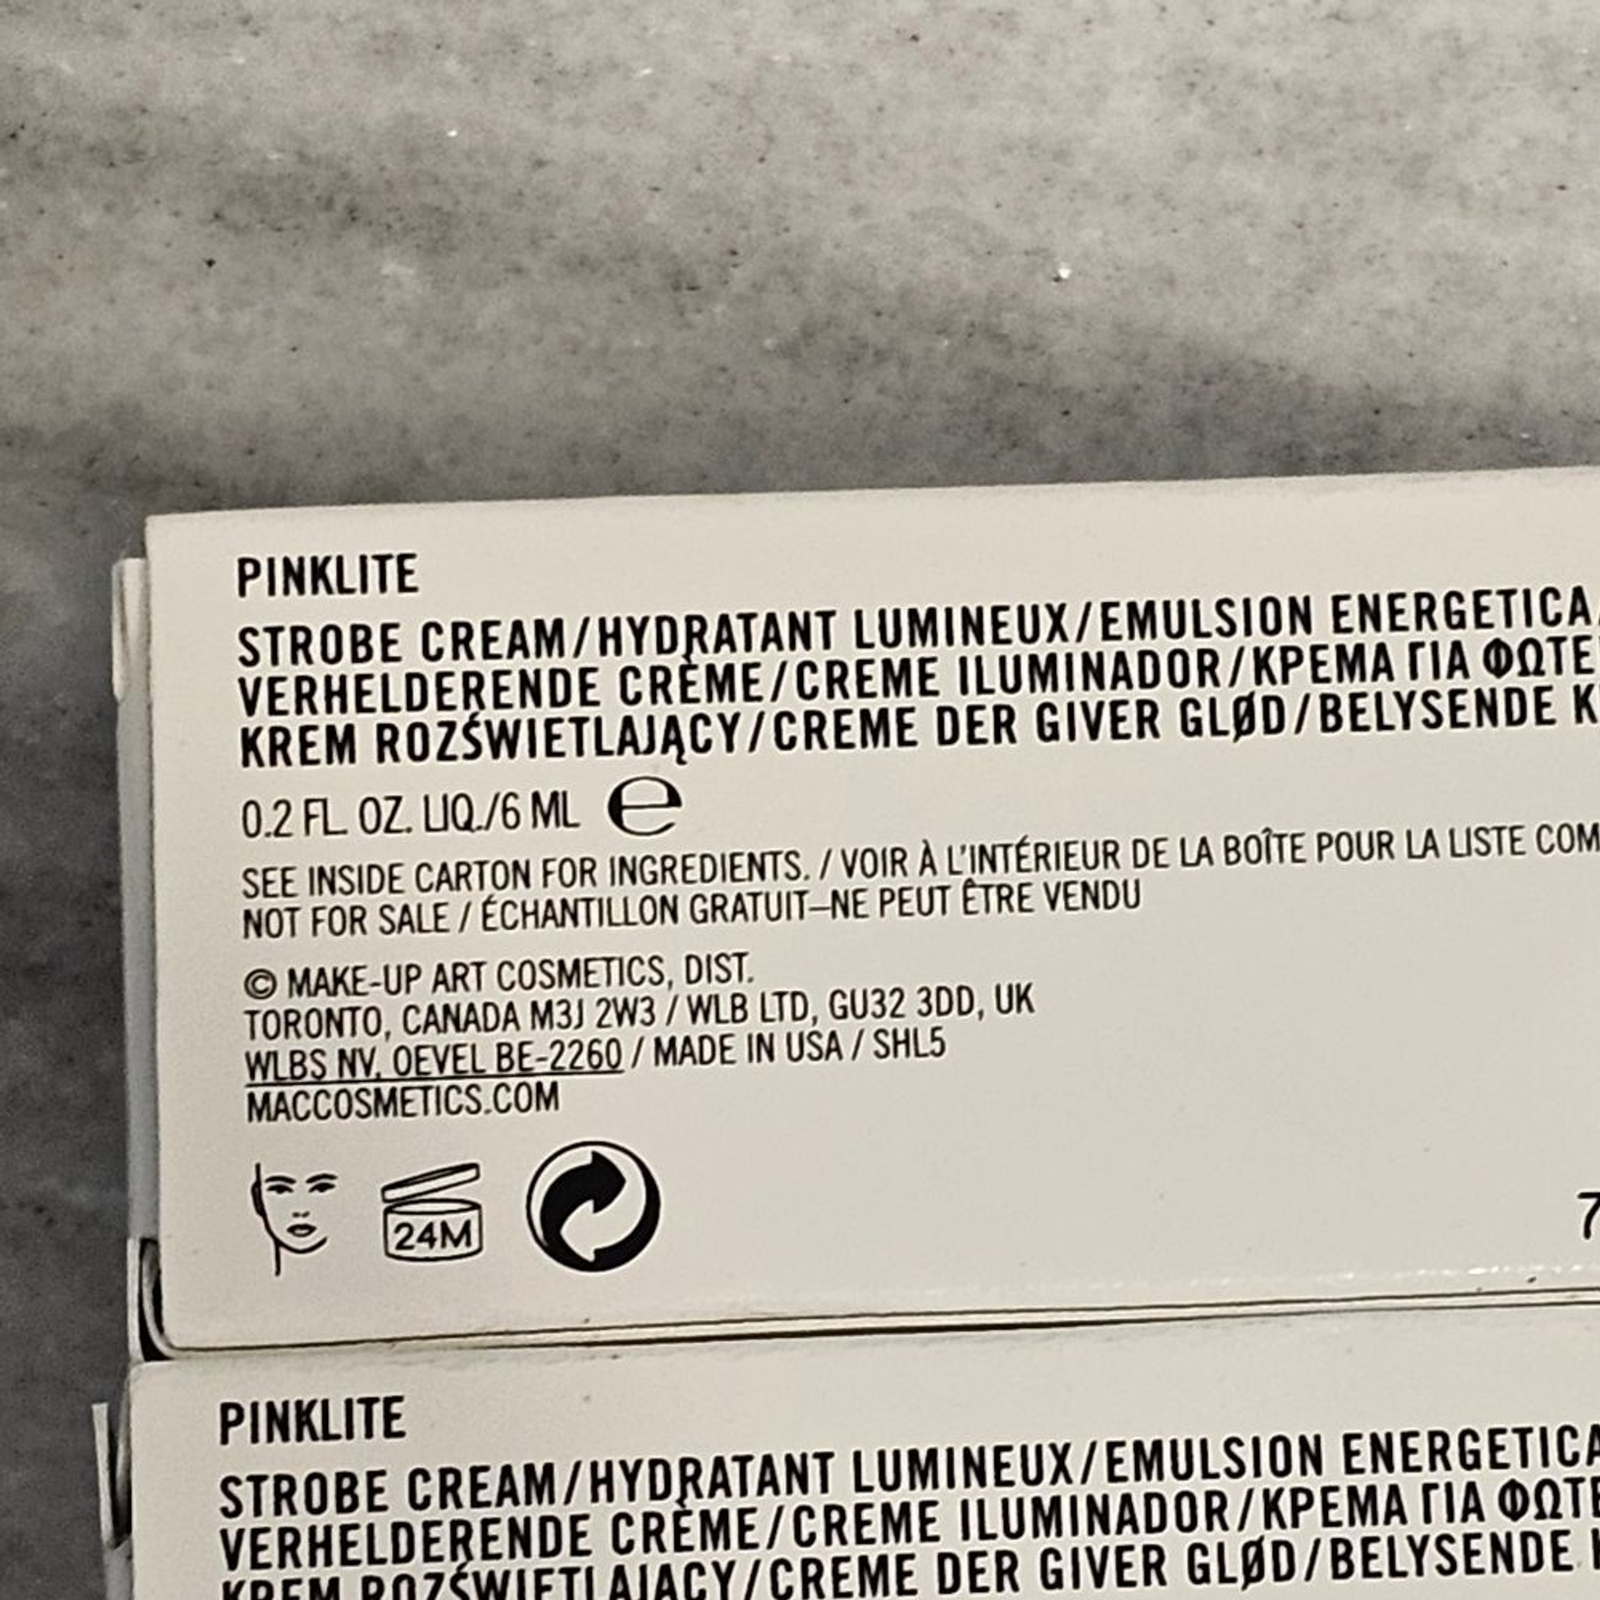 PINKLITE
STROBE CREAM/HYDRATANT LUMINEUX/EMULSION ENERGETICA
VERHELDERENDE CRÈME/CREME ILUMINADOR/ΚΡΕΜΑ ΓΙΑ
KREM ROZŚWIETLAJĄCY/CREME DER GIVER GLØD/BELYSENDE
0.2 FL. OZ. LIQ./6 ML ℮
SEE INSIDE CARTON FOR INGREDIENTS. / VOIR À L'INTÉRIEUR DE LA BOÎTE POUR LA LISTE
NOT FOR SALE / ÉCHANTILLON GRATUIT–NE PEUT ÊTRE VENDU
© MAKE-UP ART COSMETICS, DIST.
TORONTO, CANADA M3J 2W3 / WLB LTD, GU32 3DD, UK
WLBS NV, OEVEL BE-2260 / MADE IN USA / SHL5
MACCOSMETICS.COM
24M
PINKLITE
STROBE CREAM/HYDRATANT LUMINEUX/EMULSION ENERGETICA
VERHELDERENDE CRÈME/CREME ILUMINADOR/ΚΡΕΜΑ ΓΙΑ
KREM ROZŚWIETLAJĄCY/CREME DER GIVER GLØD/BELYSENDE